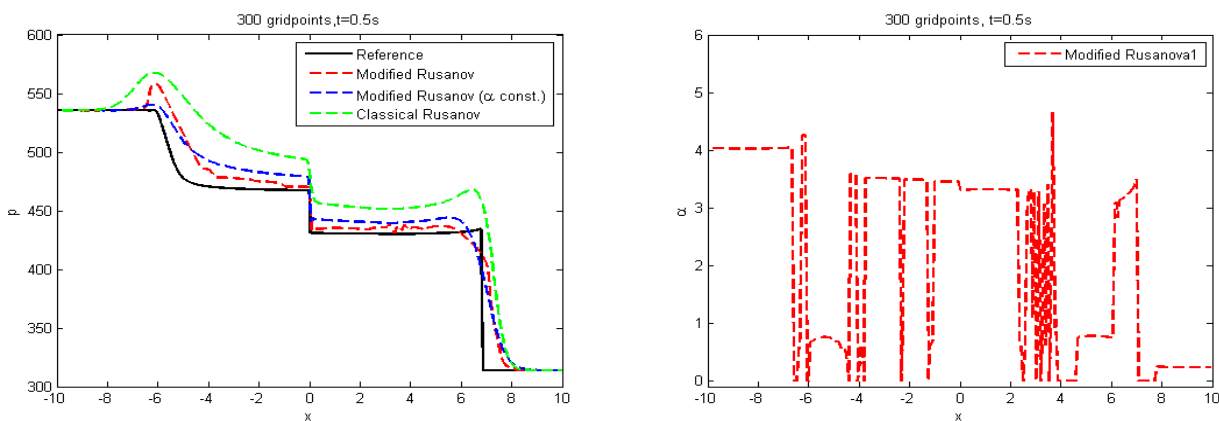 300 gridpoints,t=0.5s
600
550
500
450
400
350
300
p
Reference
Modified Rusanov
Modified Rusanov (α const.)
Classical Rusanov
-10 -8 -6 -4 -2 0 2 4 6 8 10
x
300 gridpoints, t=0.5s
6
5
4
3
2
1
0
α
Modified Rusanova1
-8 -6 -4 -2 0 2 4 6 8 10
x